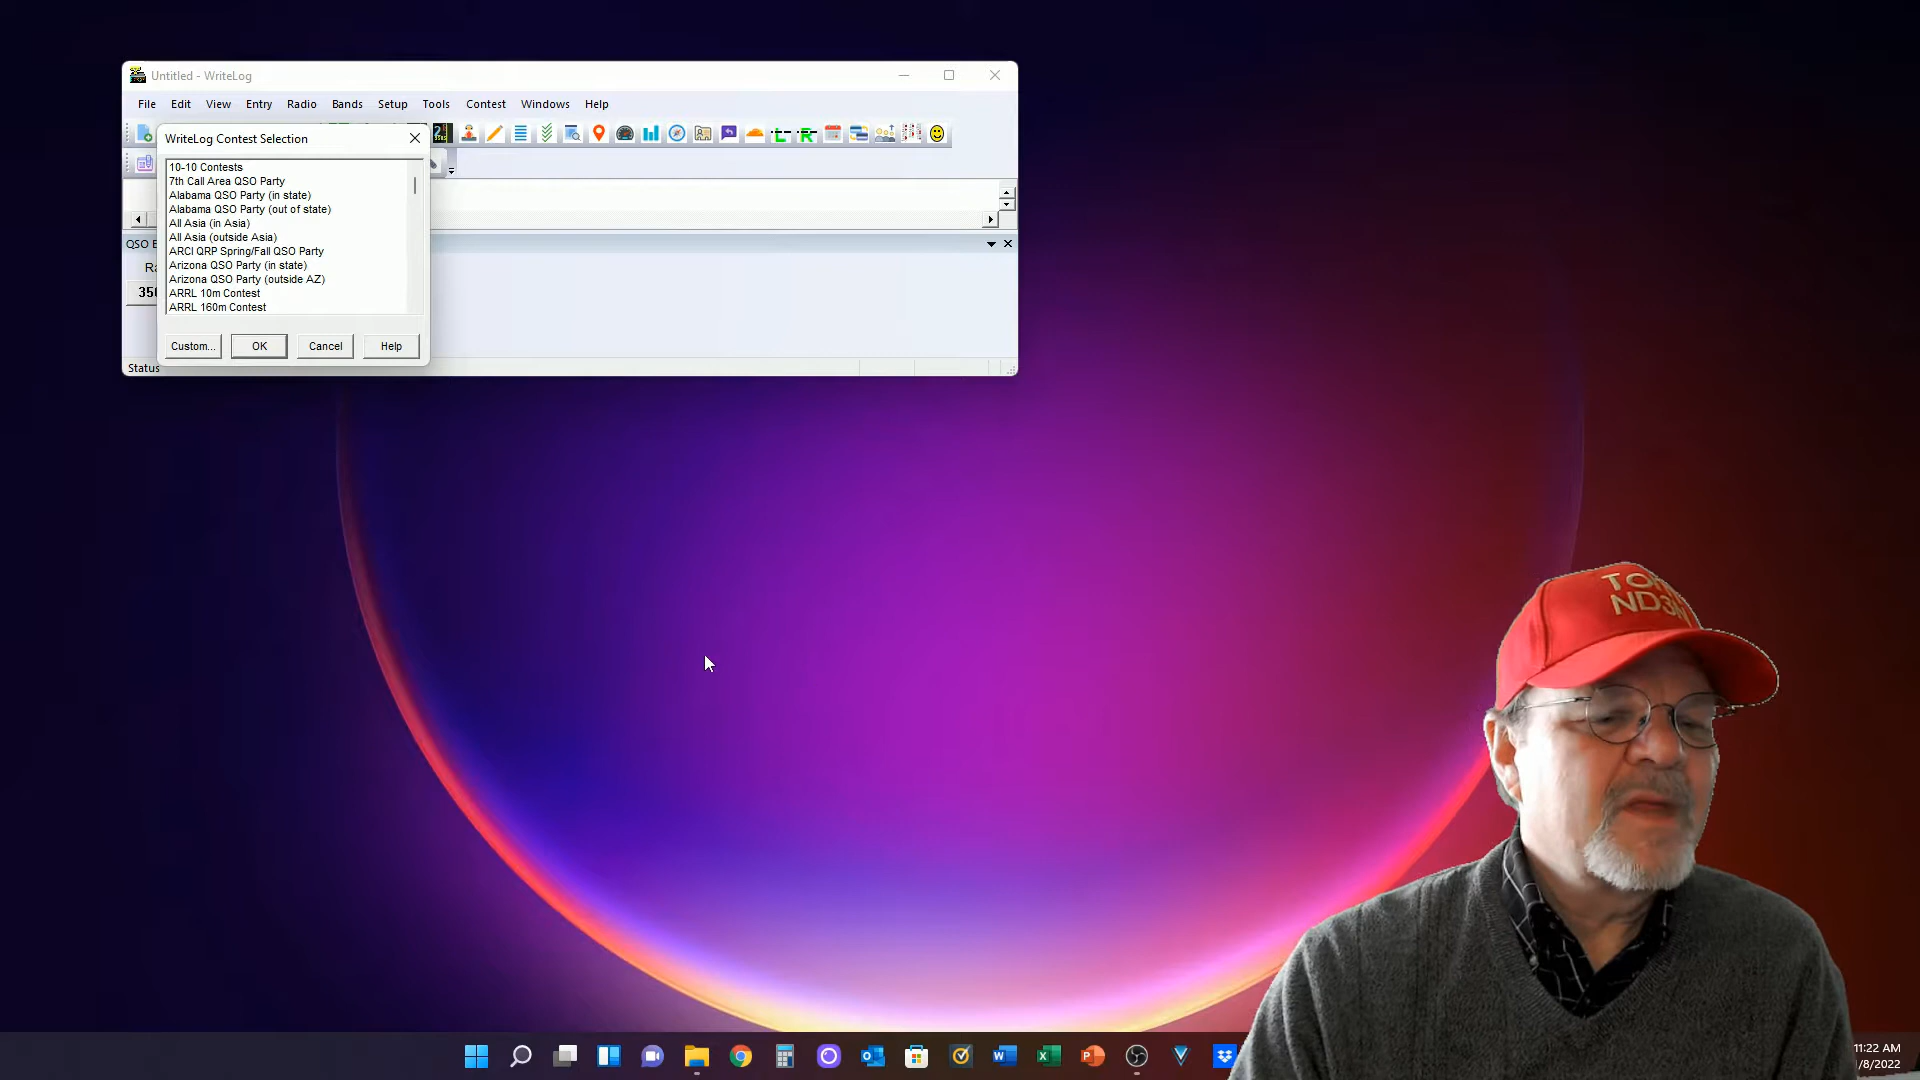 Untitled - WriteLog
File Edit View Entry Radio Bands Setup Tools Contest Windows Help
WriteLog Contest Selection
10-10 Contests
7th Call Area QSO Party
Alabama QSO Party (in state)
Alabama QSO Party (out of state)
All Asia (in Asia)
All Asia (outside Asia)
ARCI QRP Spring/Fall QSO Party
Arizona QSO Party (in state)
Arizona QSO Party (outside AZ)
ARRL 10m Contest
ARRL 160m Contest
Custom... OK Cancel Help
QSO
Status
11:22 AM
/8/2022